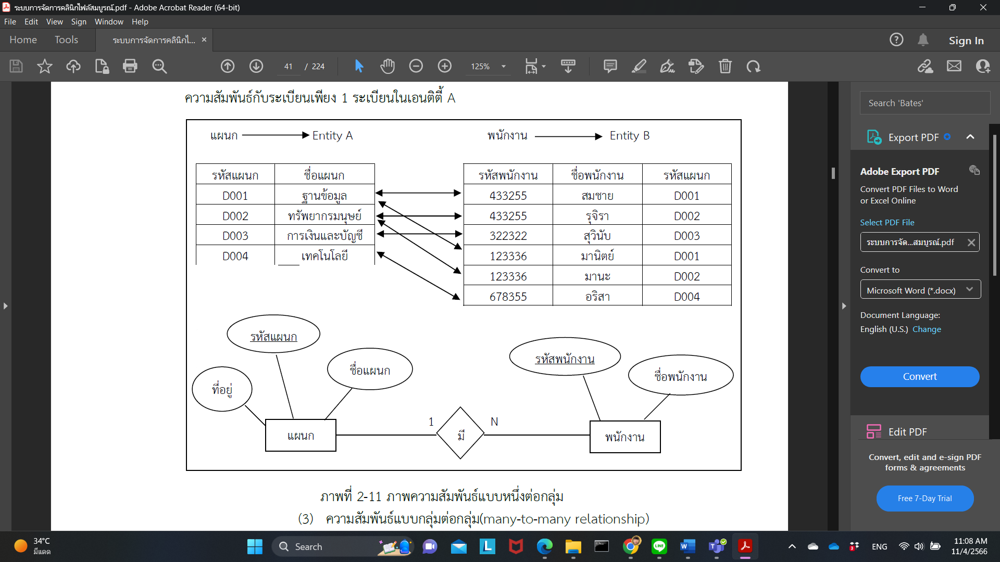 ระบบการจัดการคลินิกไฟล์สมบูรณ์.pdf - Adobe Acrobat Reader (64-bit)
File Edit View Sign Window Help
Home Tools ระบบการจัดการคลินิกไ... × Sign In
41 / 224 125%
ความสัมพันธ์กับระเบียนเพียง 1 ระเบียนในเอนติตี้ A
แผนก Entity A พนักงาน Entity B
รหัสแผนก ชื่อแผนก รหัสพนักงาน ชื่อพนักงาน รหัสแผนก
D001 ฐานข้อมูล 433255 สมชาย D001
D002 ทรัพยากรมนุษย์ 433255 รุจิรา D002
D003 การเงินและบัญชี 322322 สุวินับ D003
D004 เทคโนโลยี 123336 มานิตย์ D001
123336 มานะ D002
678355 อริสา D004
รหัสแผนก
ชื่อแผนก
ที่อยู่
รหัสพนักงาน
ชื่อพนักงาน
แผนก 1 มี N พนักงาน
ภาพที่ 2-11 ภาพความสัมพันธ์แบบหนึ่งต่อกลุ่ม
(3) ความสัมพันธ์แบบกลุ่มต่อกลุ่ม(many-to-many relationship)
Search 'Bates'
Export PDF
Adobe Export PDF
Convert PDF Files to Word
or Excel Online
Select PDF File
ระบบการจัด...สมบูรณ์.pdf
Convert to
Microsoft Word (*.docx)
Document Language:
English (U.S.) Change
Convert
Edit PDF
Convert, edit and e-sign PDF
forms & agreements
Free 7-Day Trial
34°C
มีแดด
Search
ENG
11:08 AM
11/4/2566